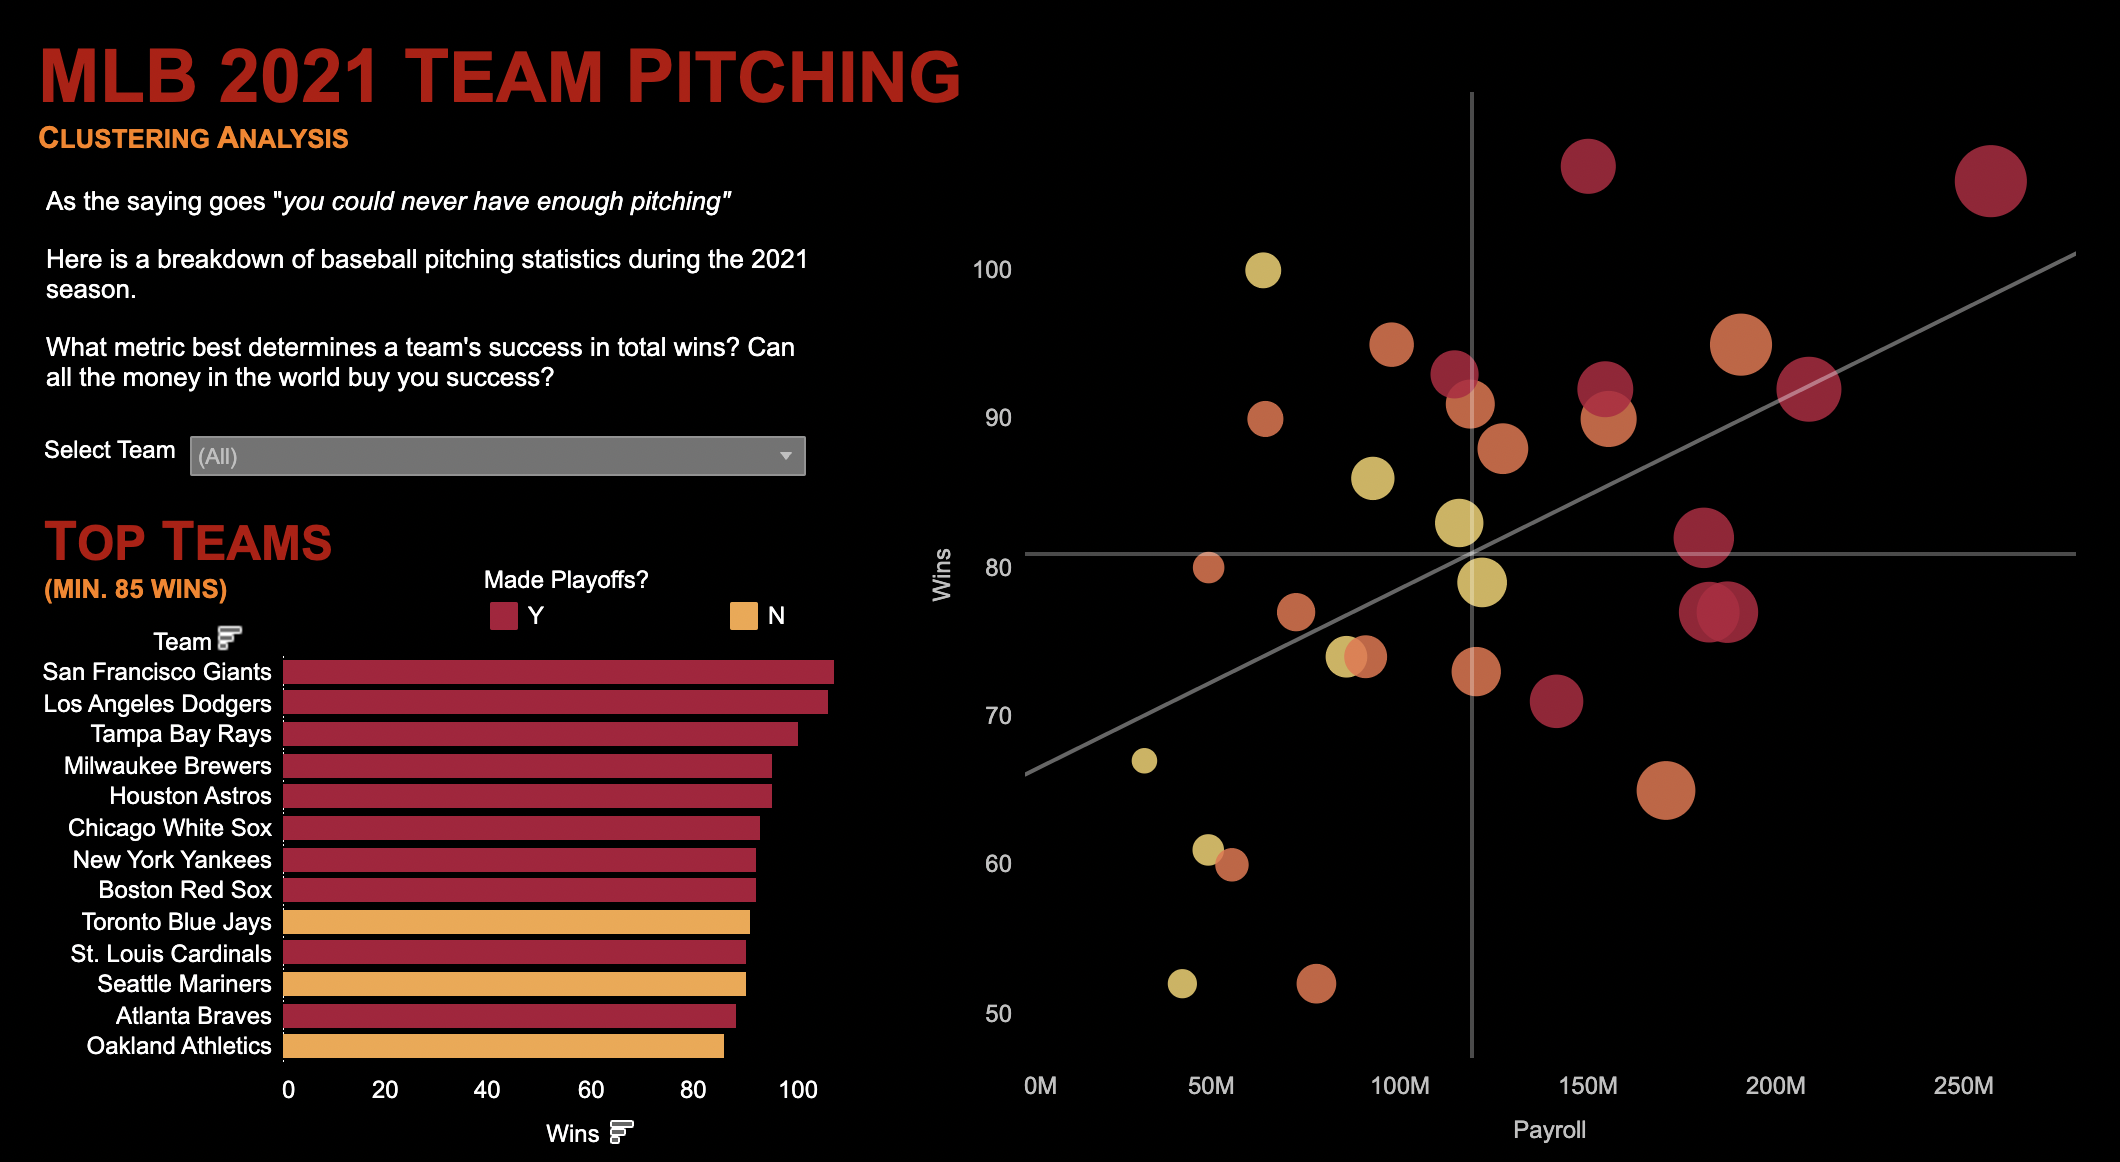 MLB 2021 TEAM PITCHING
CLUSTERING ANALYSIS
As the saying goes "you could never have enough pitching"
Here is a breakdown of baseball pitching statistics during the 2021
season.
What metric best determines a team's success in total wins? Can
all the money in the world buy you success?
Select Team
(All)
TOP TEAMS
(MIN. 85 WINS)
Made Playoffs?
Y
N
Team
San Francisco Giants
Los Angeles Dodgers
Tampa Bay Rays
Milwaukee Brewers
Houston Astros
Chicago White Sox
New York Yankees
Boston Red Sox
Toronto Blue Jays
St. Louis Cardinals
Seattle Mariners
Atlanta Braves
Oakland Athletics
0 20 40 60 80 100
Wins
100
90
80
70
60
50
Wins
0M 50M 100M 150M 200M 250M
Payroll